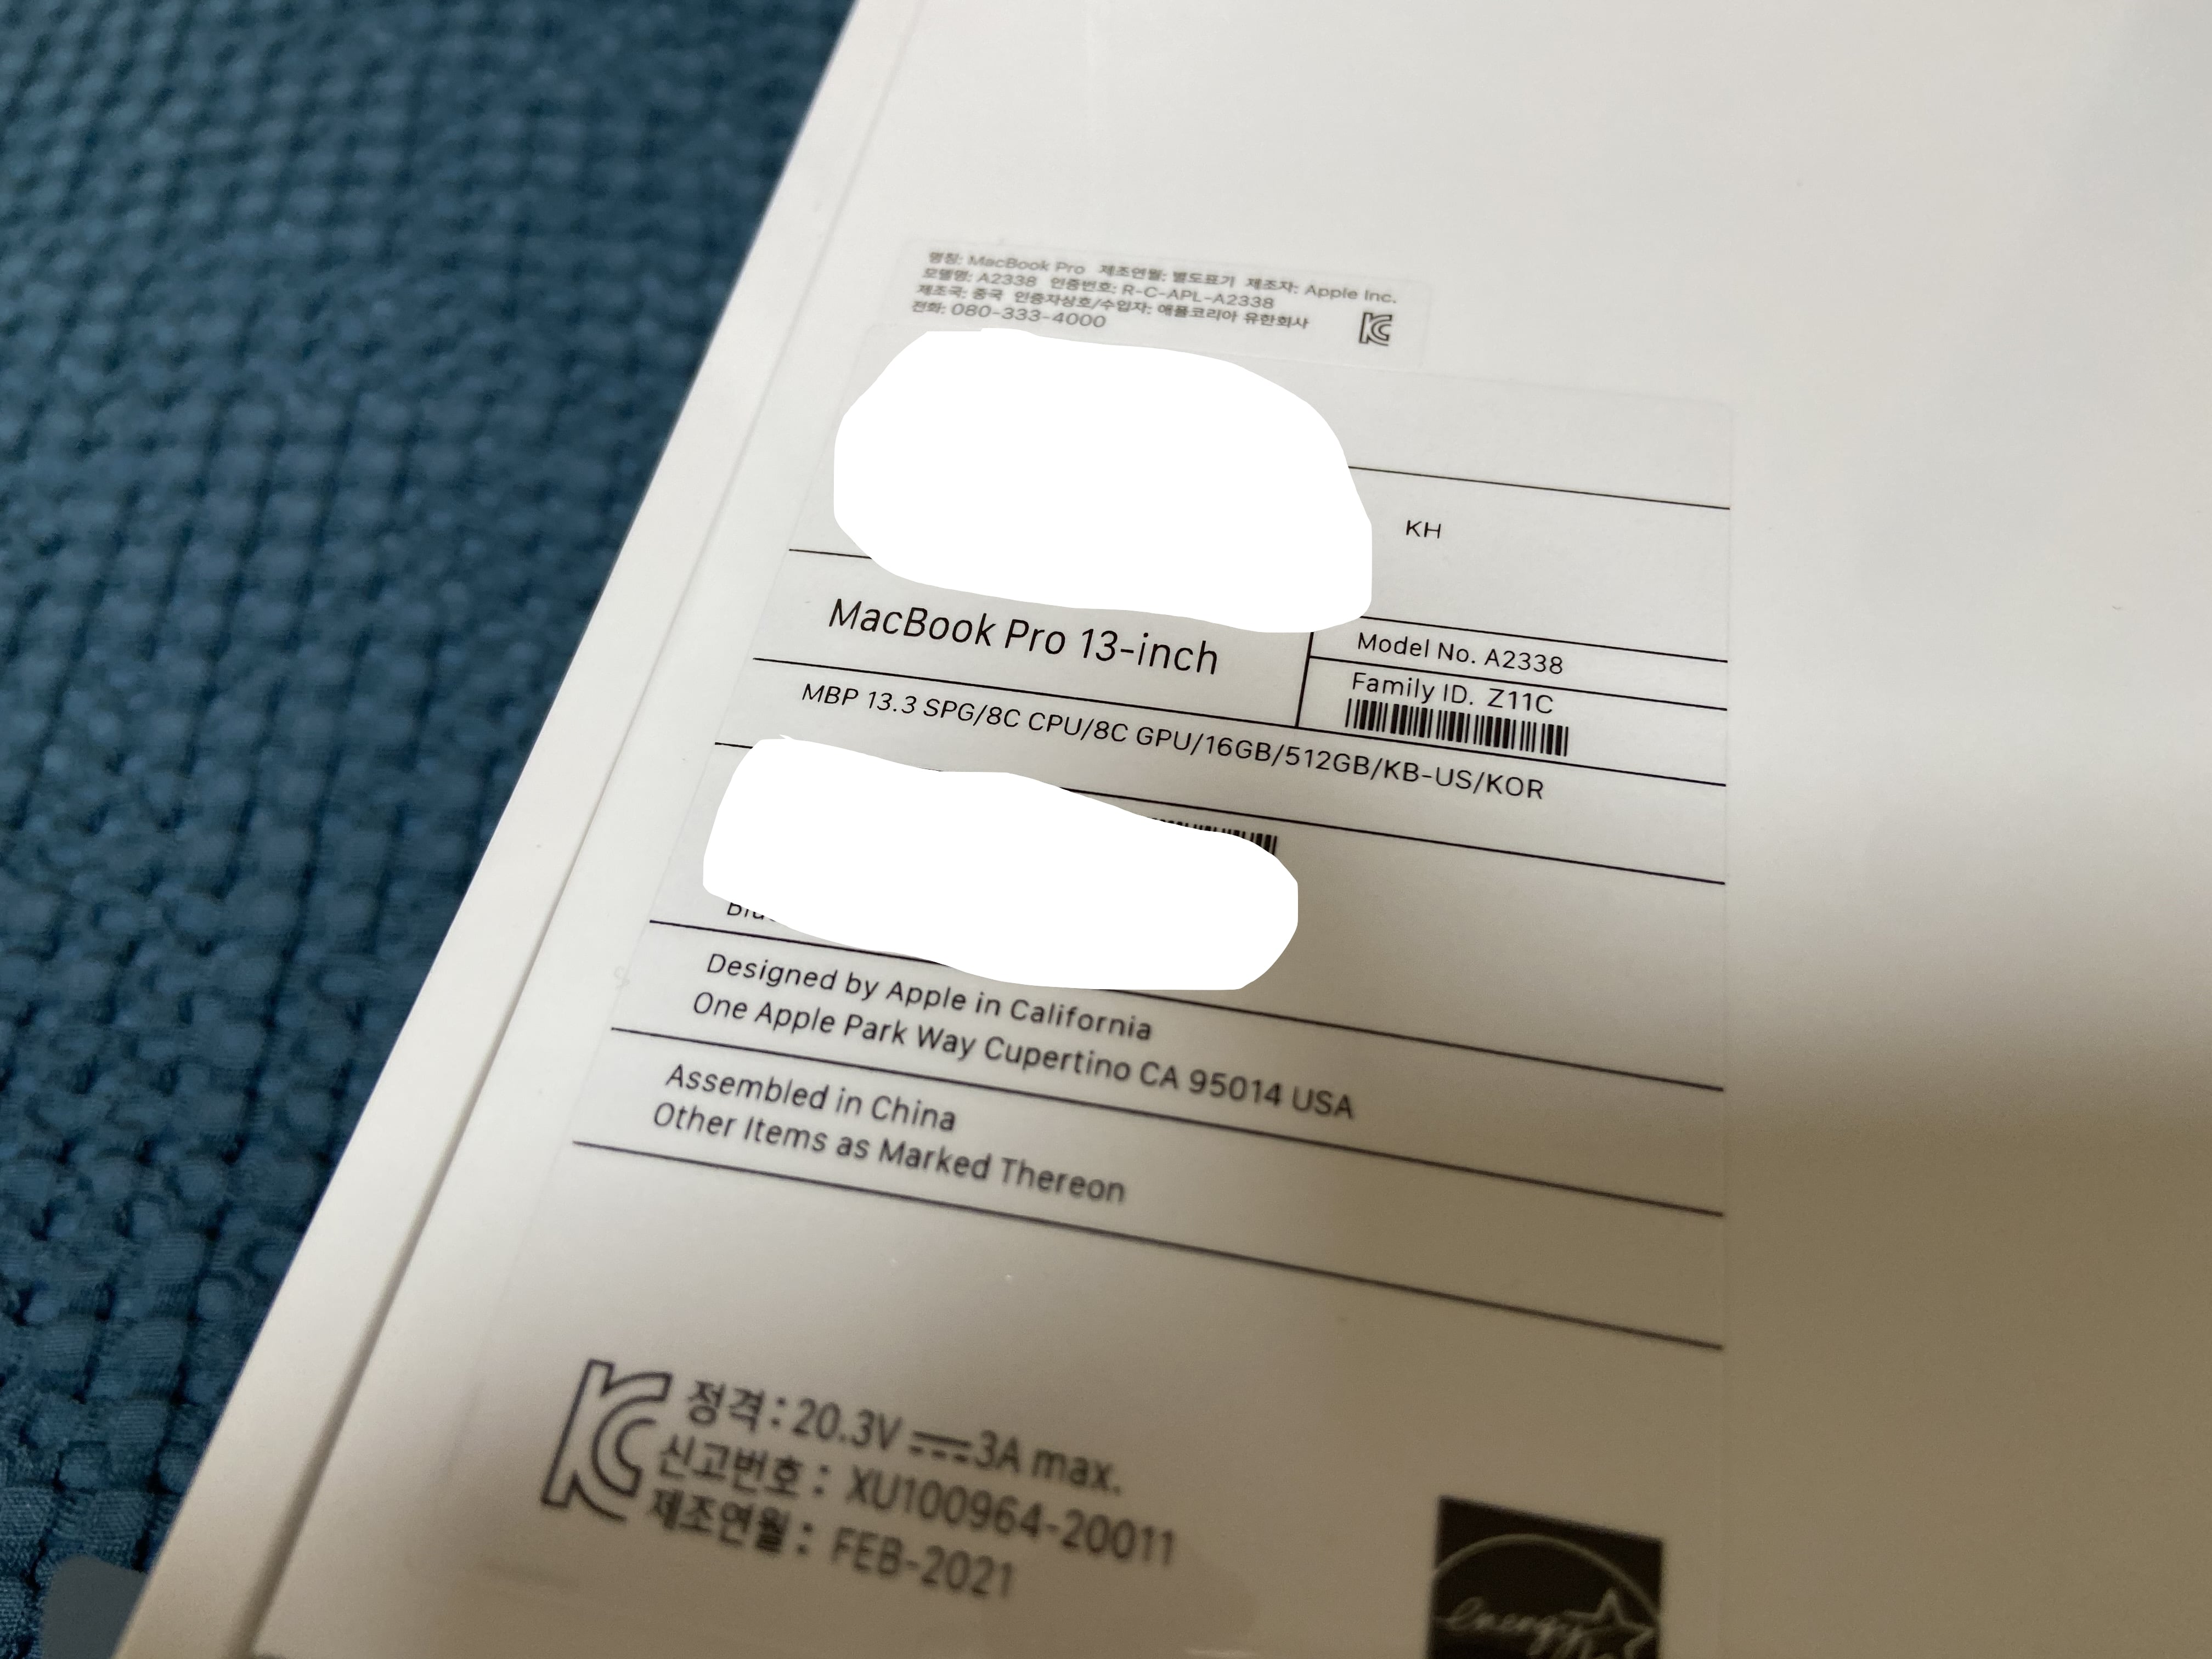 명칭: MacBook Pro 제조연월: 별도표기 제조자: Apple Inc.
모델명: A2338 인증번호: R-C-APL-A2338
제조국: 중국 인증자상호/수입자: 애플코리아 유한회사
전화: 080-333-4000
KH
MacBook Pro 13-inch
Model No. A2338
Family ID. Z11C
MBP 13.3 SPG/8C CPU/8C GPU/16GB/512GB/KB-US/KOR
Designed by Apple in California
One Apple Park Way Cupertino CA 95014 USA
Assembled in China
Other Items as Marked Thereon
정격: 20.3V ⎓ 3A max.
신고번호: XU100964-20011
제조연월: FEB-2021
energy